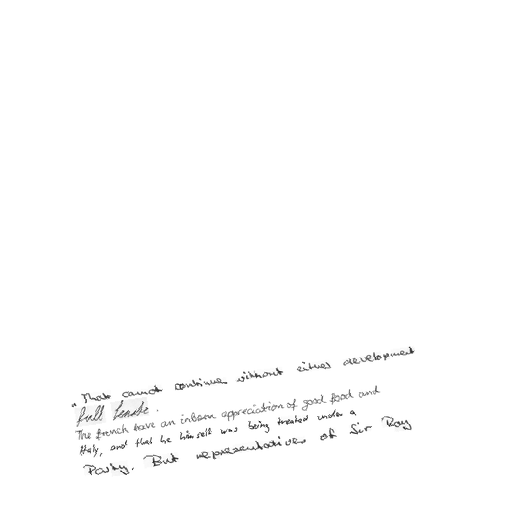 "That cannot continue without either development
full beside.
The french have an inborn appreciation of good food and
Italy, and that he himself was being treated under a
Party. But representatives of Sir Roy